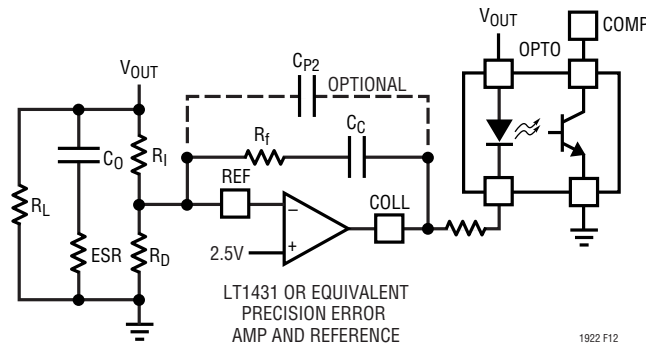 VOUT
COMP
OPTO
CP2
VOUT
OPTIONAL
Rf
CC
CO
RI
REF
COLL
RL
–
+
2.5V
ESR
RD
LT1431 OR EQUIVALENT
PRECISION ERROR
AMP AND REFERENCE
1922 F12